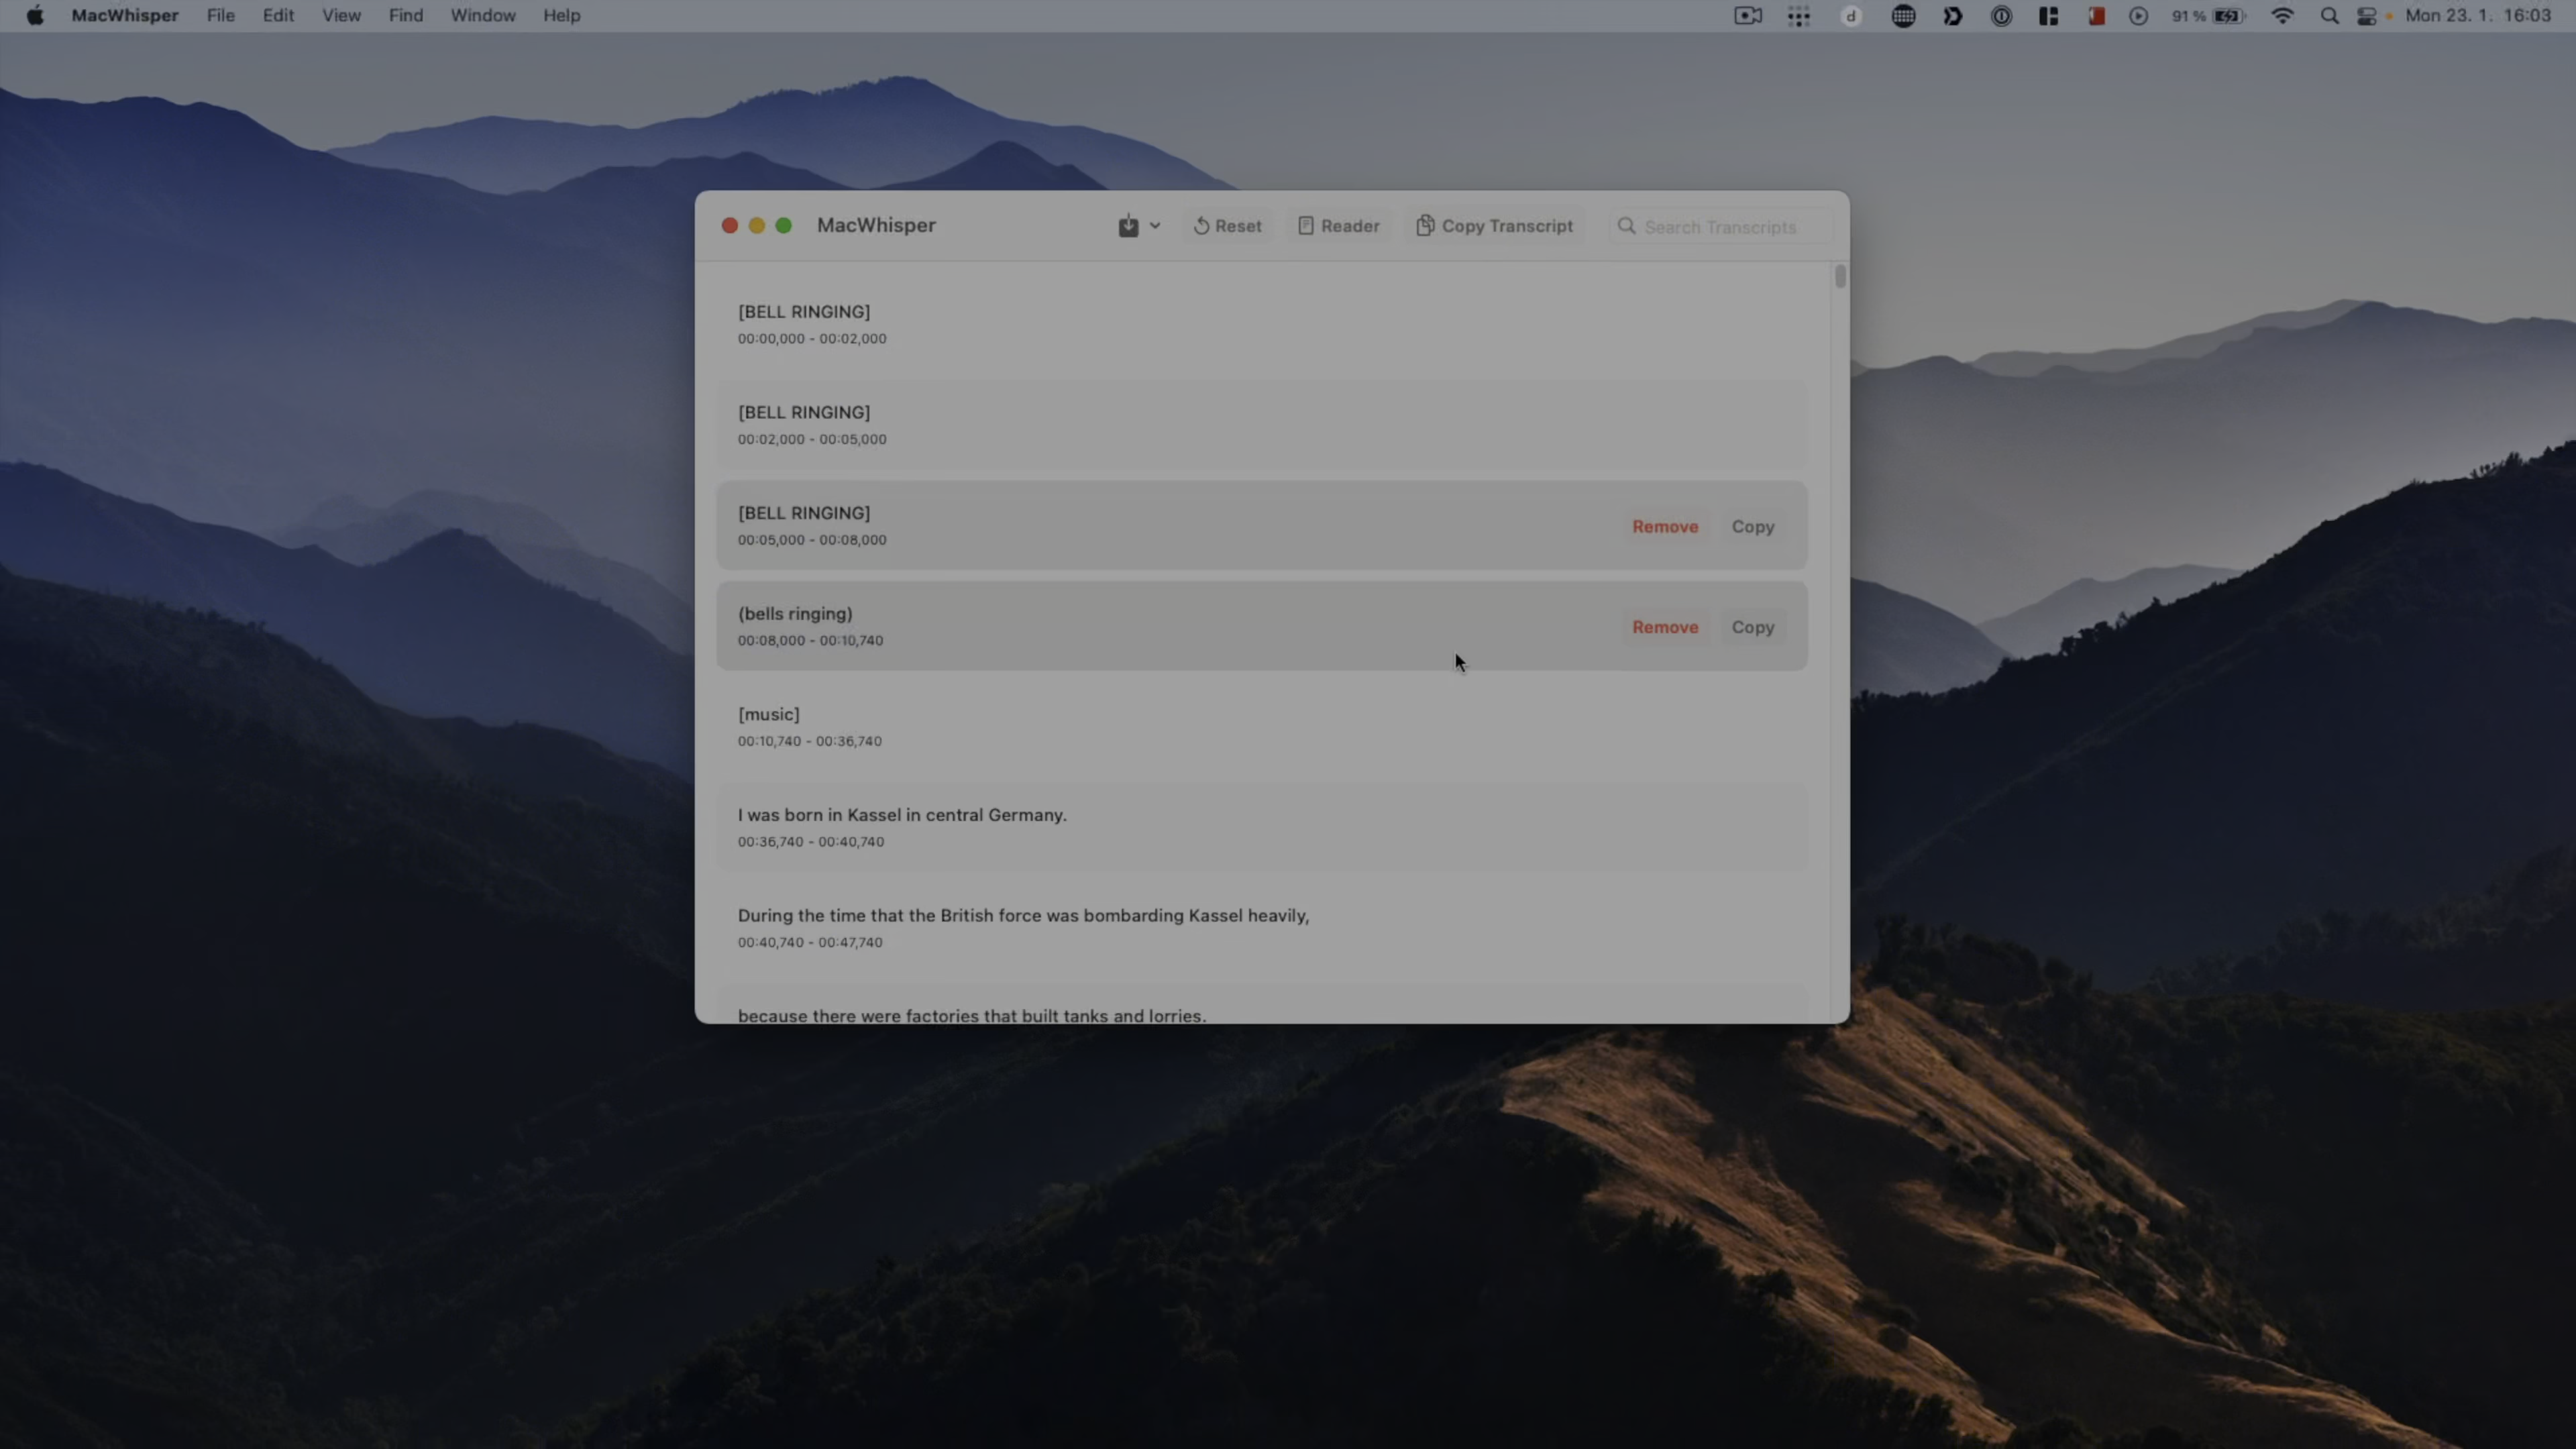 MacWhisper File Edit View Find Window Help
d 91 % Mon 23. 1. 16:03
MacWhisper Reset Reader Copy Transcript Search Transcripts
[BELL RINGING]
00:00,000 - 00:02,000
[BELL RINGING]
00:02,000 - 00:05,000
[BELL RINGING]
00:05,000 - 00:08,000
Remove Copy
(bells ringing)
00:08,000 - 00:10,740
Remove Copy
[music]
00:10,740 - 00:36,740
I was born in Kassel in central Germany.
00:36,740 - 00:40,740
During the time that the British force was bombarding Kassel heavily,
00:40,740 - 00:47,740
because there were factories that built tanks and lorries.